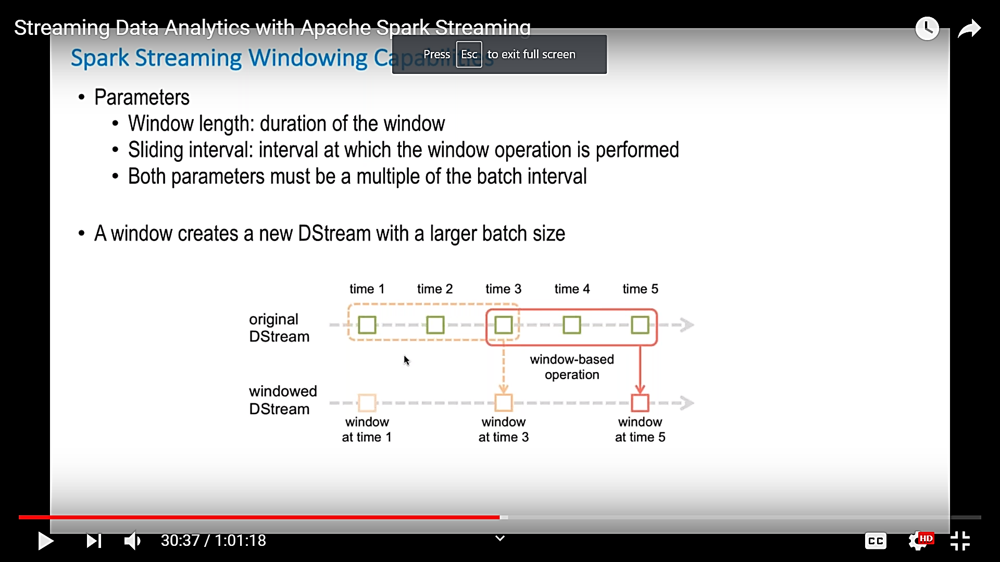 Streaming Data Analytics with Apache Spark Streaming
Press Esc to exit full screen
Spark Streaming Windowing Capabilities
• Parameters
• Window length: duration of the window
• Sliding interval: interval at which the window operation is performed
• Both parameters must be a multiple of the batch interval
• A window creates a new DStream with a larger batch size
time 1 time 2 time 3 time 4 time 5
original
DStream
window-based
operation
windowed
DStream
window
at time 1
window
at time 3
window
at time 5
30:37 / 1:01:18
CC
HD